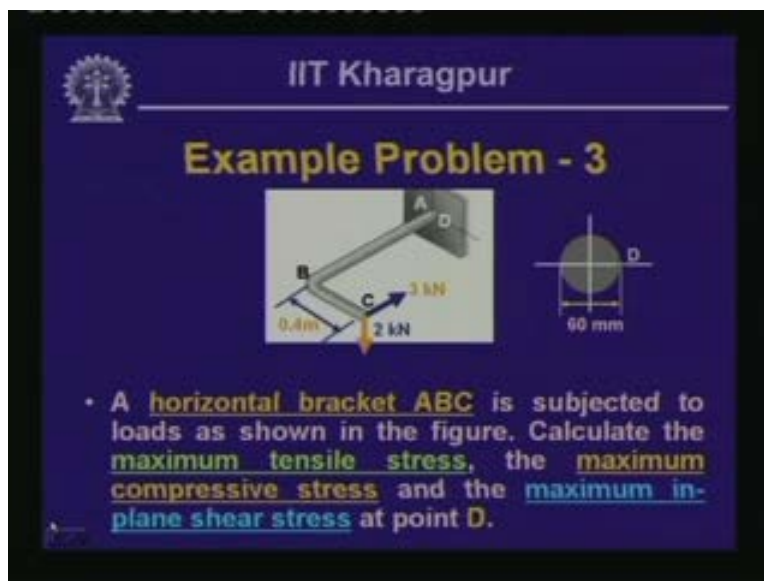 IIT Kharagpur
Example Problem - 3
A
D
B
C
3 kN
0.4m
2 kN
D
60 mm
• A horizontal bracket ABC is subjected to
loads as shown in the figure. Calculate the
maximum tensile stress, the maximum
compressive stress and the maximum in-
plane shear stress at point D.